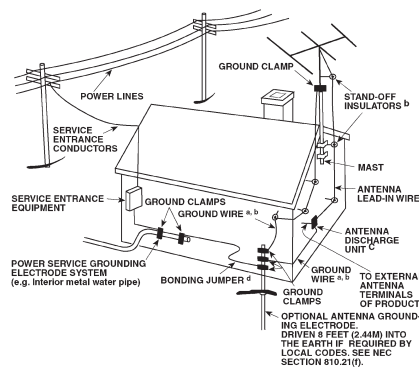 GROUND CLAMP
POWER LINES
STAND-OFF
INSULATORS b
SERVICE
ENTRANCE
CONDUCTORS
MAST
ANTENNA
LEAD-IN WIRE
SERVICE ENTRANCE
EQUIPMENT
GROUND CLAMPS
GROUND WIRE a, b
ANTENNA
DISCHARGE
UNIT C
POWER SERVICE GROUNDING
ELECTRODE SYSTEM
(e.g. Interior metal water pipe)
BONDING JUMPER d
GROUND
WIRE a, b
GROUND
CLAMPS
TO EXTERNA
ANTENNA
TERMINALS
OF PRODUCT
OPTIONAL ANTENNA GROUND-
ING ELECTRODE.
DRIVEN 8 FEET (2.44M) INTO
THE EARTH IF REQUIRED BY
LOCAL CODES. SEE NEC
SECTION 810.21(f).